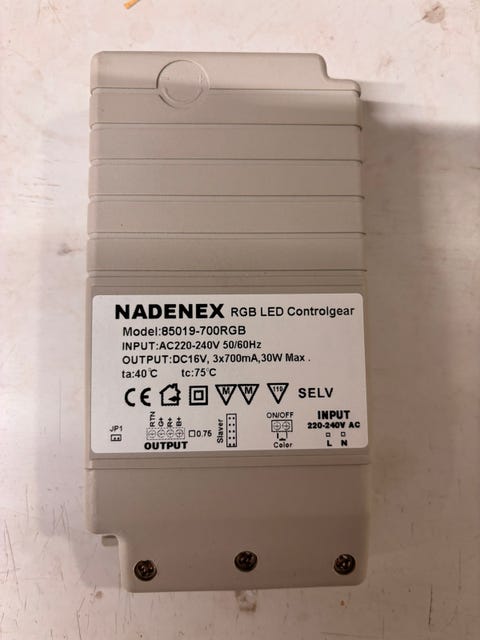 NADENEX RGB LED Controlgear
Model:85019-700RGB
INPUT:AC220-240V 50/60Hz
OUTPUT:DC16V, 3x700mA,30W Max .
ta:40℃ tc:75℃
CE M M 110 SELV
JP1
RTN
G+
R+
B+
0.75
OUTPUT
Slaver
ON/OFF
Color
INPUT
220-240V AC
L N